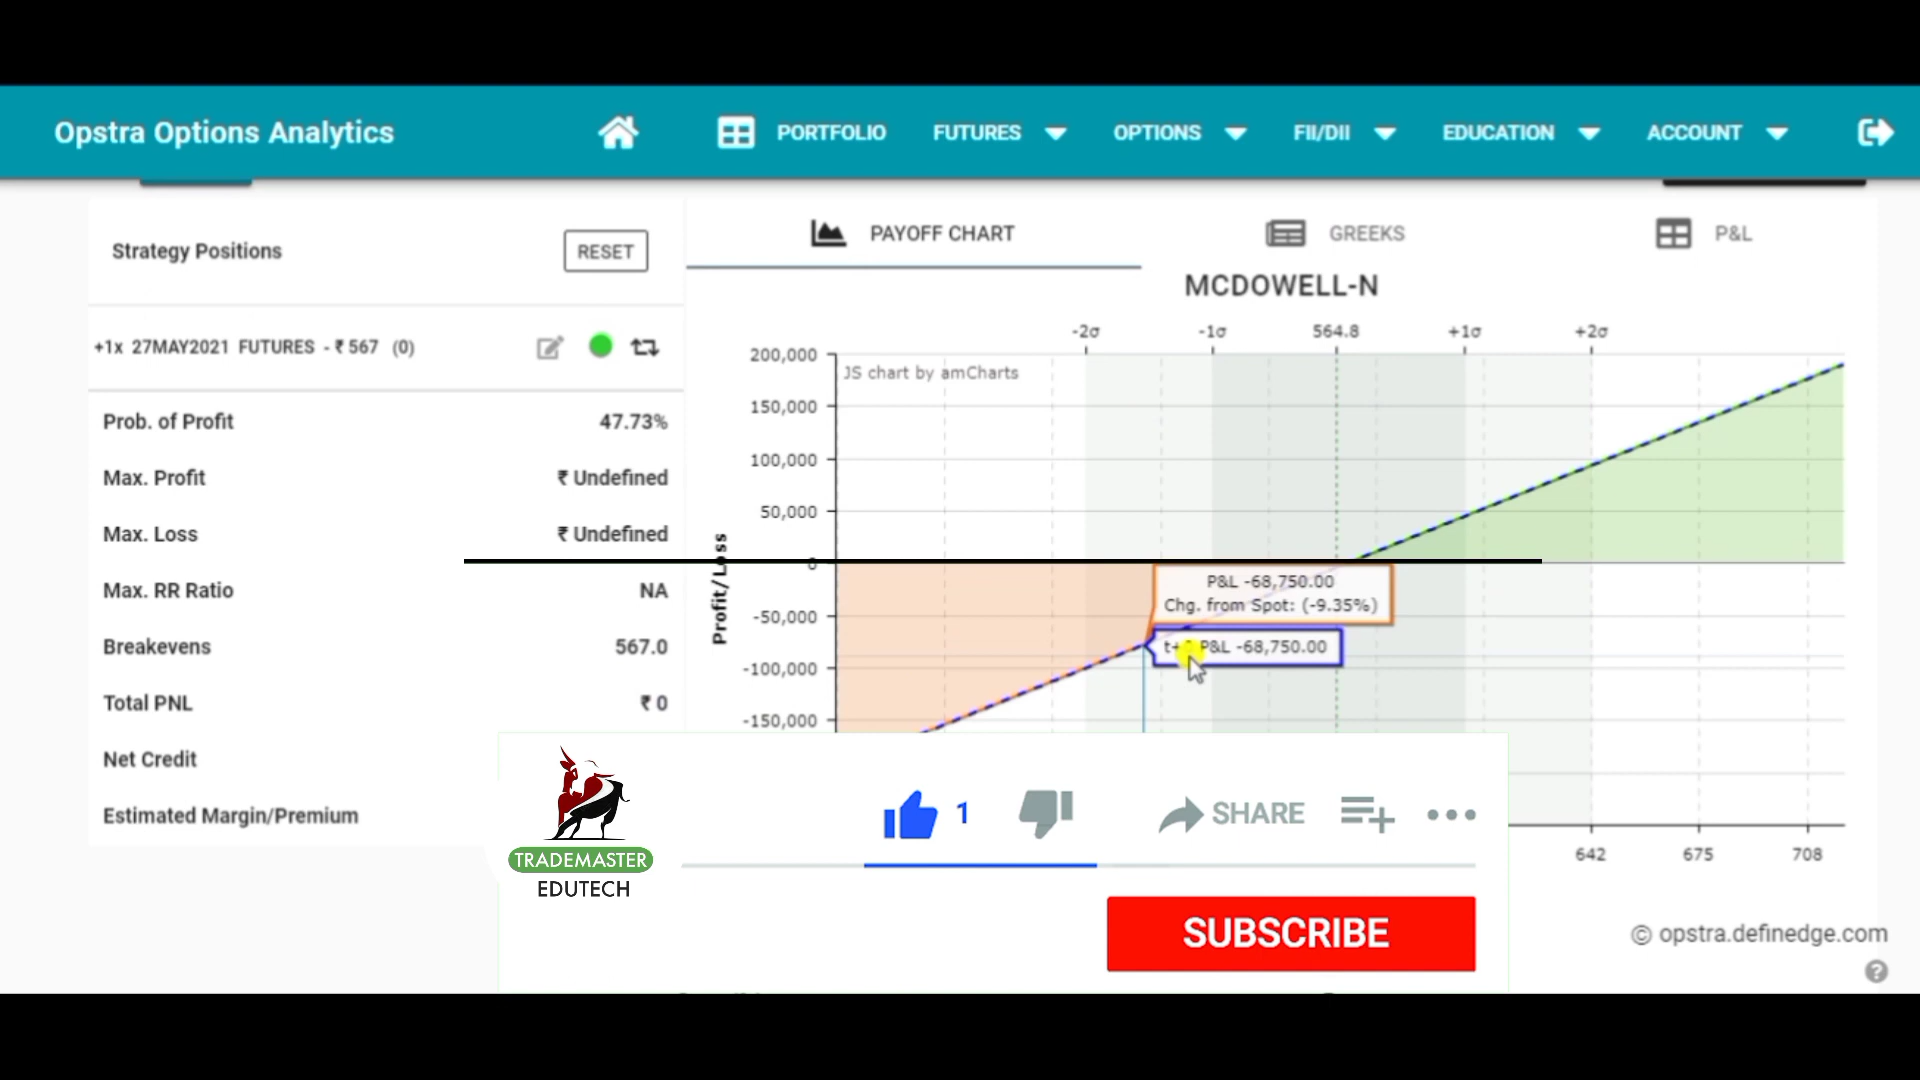 Opstra Options Analytics
PORTFOLIO
FUTURES
OPTIONS
FII/DII
EDUCATION
ACCOUNT
Strategy Positions
RESET
+1x 27MAY2021 FUTURES - ₹ 567 (0)
Prob. of Profit 47.73%
Max. Profit ₹ Undefined
Max. Loss ₹ Undefined
Max. RR Ratio NA
Breakevens 567.0
Total PNL ₹ 0
Net Credit
Estimated Margin/Premium
PAYOFF CHART
GREEKS
P&L
MCDOWELL-N
-2σ -1σ 564.8 +1σ +2σ
JS chart by amCharts
200,000
150,000
100,000
50,000
0
-50,000
-100,000
-150,000
Profit/Loss
P&L -68,750.00
Chg. from Spot: (-9.35%)
P&L -68,750.00
642 675 708
TRADEMASTER
EDUTECH
1
SHARE
SUBSCRIBE
© opstra.definedge.com
?